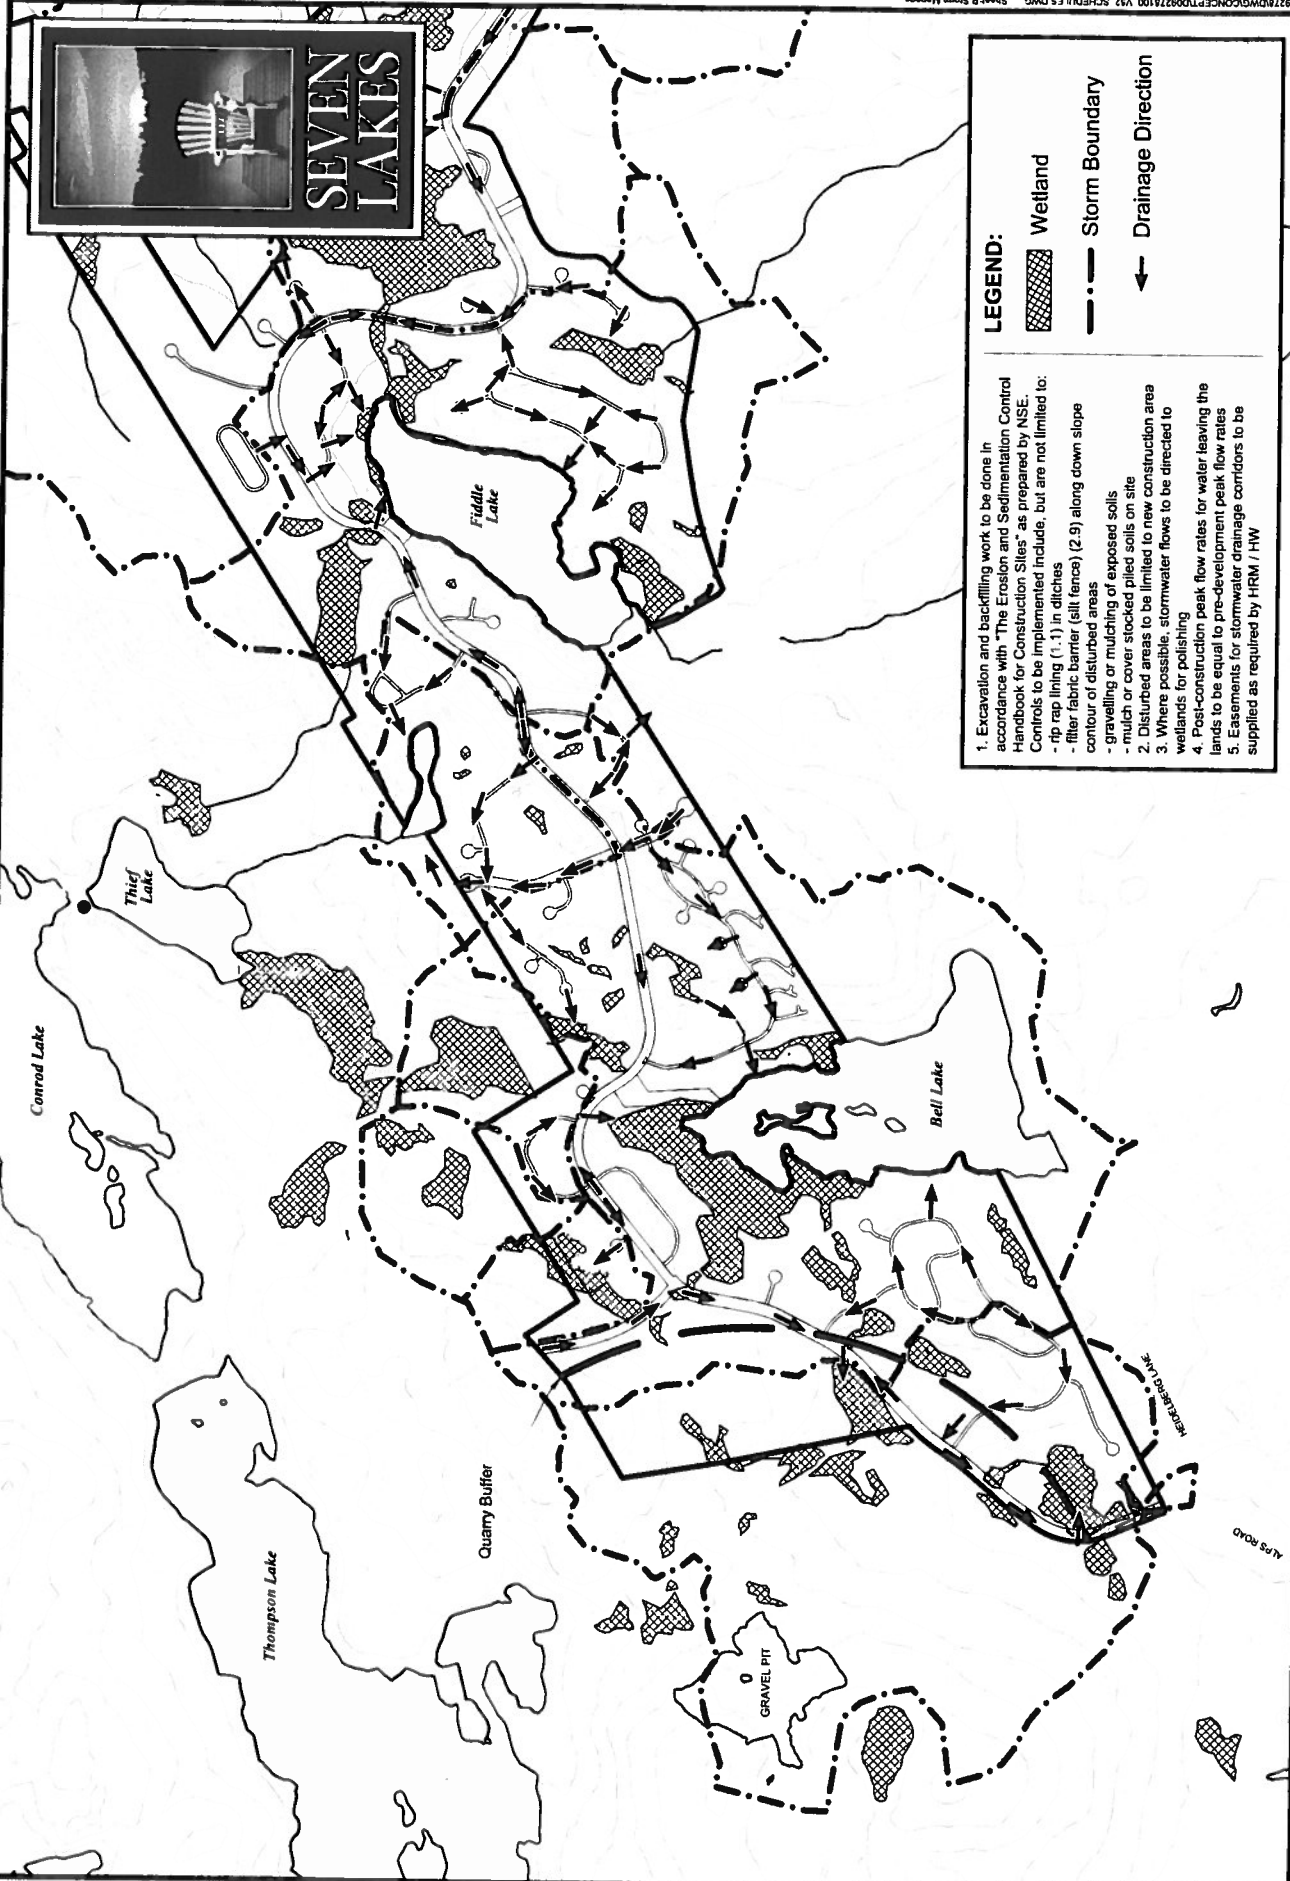 SEVEN
LAKES
Conrod Lake
Thief
Lake
Fiddle
Lake
Bell Lake
Thompson Lake
Quarry Buffer
GRAVEL PIT
HEIDELBERG LANE
ALPS ROAD
1. Excavation and backfilling work to be done in
accordance with "The Erosion and Sedimentation Control
Handbook for Construction Sites" as prepared by NSE.
Controls to be implemented include, but are not limited to:
- rip rap lining (1.1) in ditches
- filter fabric barrier (silt fence) (2.9) along down slope
contour of disturbed areas
- gravelling or mulching of exposed soils
- mulch or cover stocked piled soils on site
2. Disturbed areas to be limited to new construction area
3. Where possible, stormwater flows to be directed to
wetlands for polishing
4. Post-construction peak flow rates for water leaving the
lands to be equal to pre-development peak flow rates
5. Easements for stormwater drainage corridors to be
supplied as required by HRM / HW
LEGEND:
Wetland
Storm Boundary
Drainage Direction